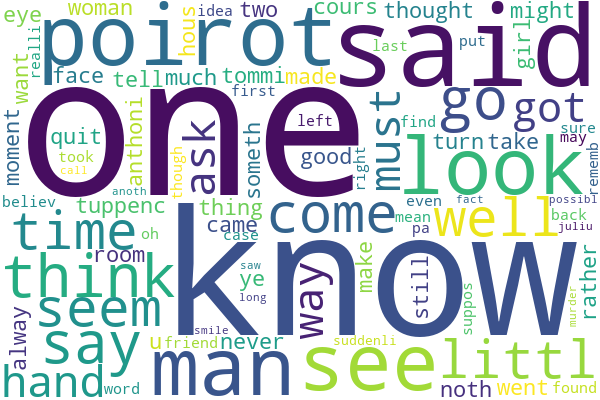 eye
woman
poirot
hous
idea
two
cours
thought
might
said
want
realli
face
tell
much
tommi
made
last
put
girl
moment
quit
took
call
anthoni
one
though
ask
someth
first
left
good
right
must
go
got
find
turn
take
sure
may
rememb
believ
anoth
look
tuppenc
thing
time
oh
came
case
come
even
mean
pa
fact
well
possibl
back
juliu
think
room
know
saw
long
ye
way
make
still
suppos
rather
murder
seem
alway
say
smile
u
friend
never
man
suddenli
see
littl
hand
word
noth
went
found